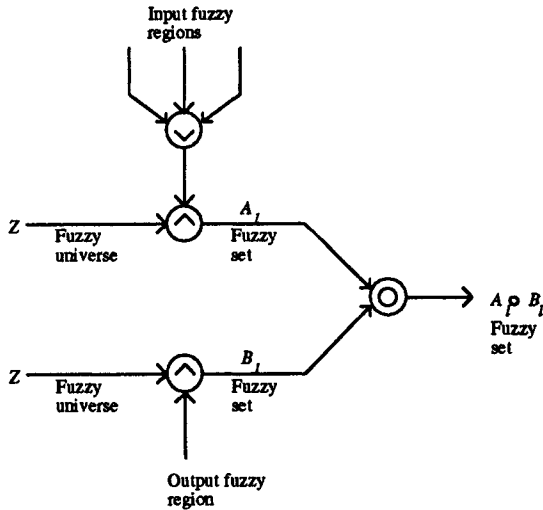 Input fuzzy
regions
Z
Fuzzy
universe
A_l
Fuzzy
set
A_l o B_l
Fuzzy
set
Z
Fuzzy
universe
B_l
Fuzzy
set
Output fuzzy
region